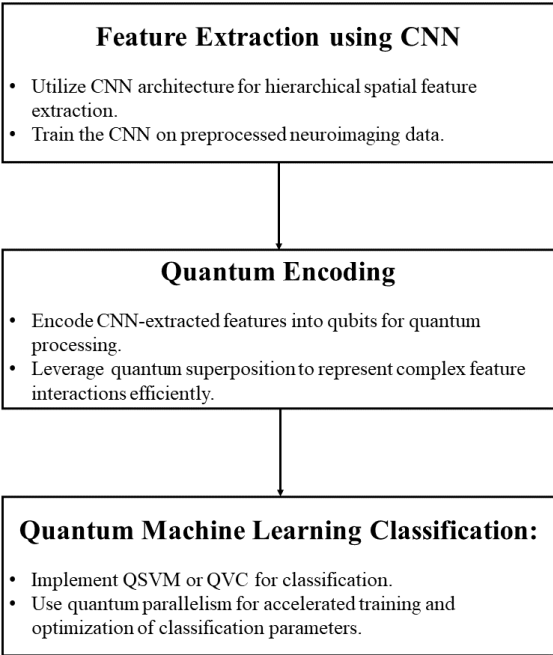 Feature Extraction using CNN
• Utilize CNN architecture for hierarchical spatial feature
extraction.
• Train the CNN on preprocessed neuroimaging data.
Quantum Encoding
• Encode CNN-extracted features into qubits for quantum
processing.
• Leverage quantum superposition to represent complex feature
interactions efficiently.
Quantum Machine Learning Classification:
• Implement QSVM or QVC for classification.
• Use quantum parallelism for accelerated training and
optimization of classification parameters.